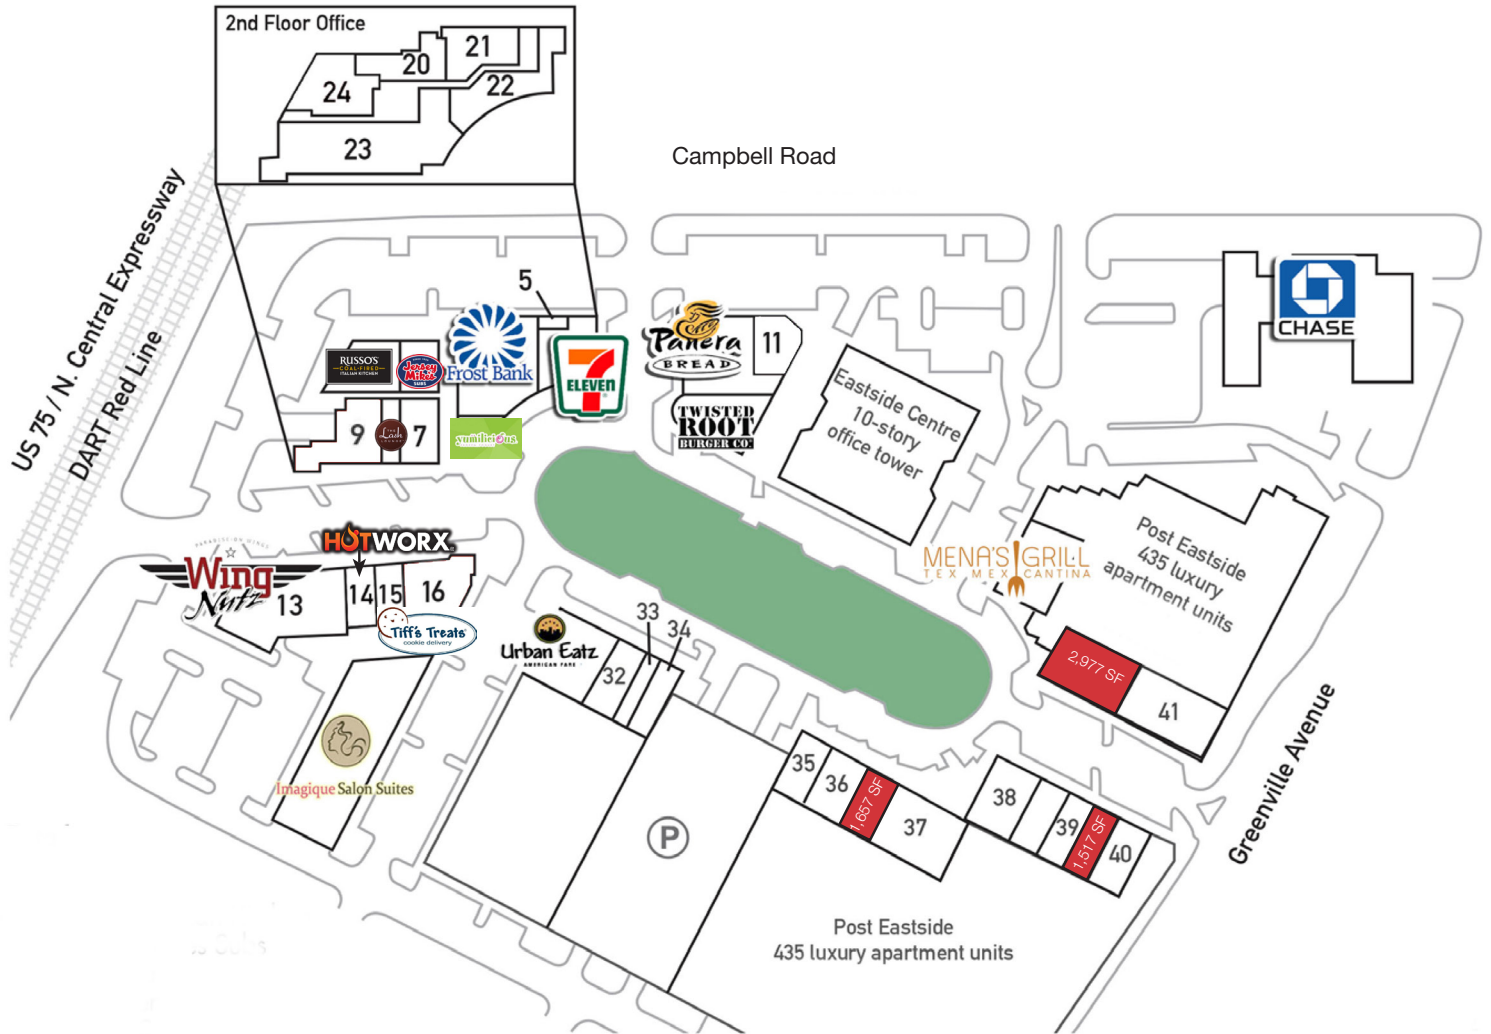 2nd Floor Office
21
20
22
24
23
Campbell Road
US 75 / N. Central Expressway
DART Red Line
5
RUSSO'S
COAL-FIRED
ITALIAN KITCHEN
Jersey
Mike's
SUBS
Frost Bank
7
ELEVEN
Panera
BREAD
11
CHASE
TWISTED
ROOT
BURGER CO.
Eastside Centre
10-story
office tower
9
Lash
7
yumilicious
HOTWORX
Wing
Nutz
13
14
15
16
Tiff's Treats
cookie delivery
MENA'S GRILL
TEX MEX CANTINA
Post Eastside
435 luxury
apartment units
Urban Eatz
AMERICAN FARE
33
34
32
2,977 SF
41
Imagique Salon Suites
35
36
1,657 SF
37
38
39
1,517 SF
40
P
Greenville Avenue
Post Eastside
435 luxury apartment units